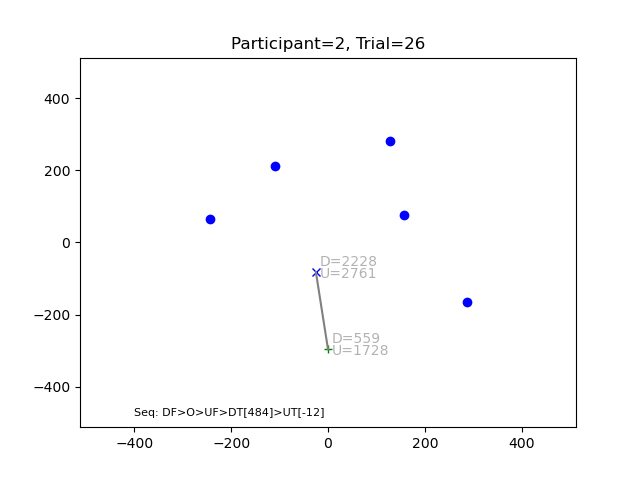 Participant=2, Trial=26
400
200
0
−200
−400
D=2228
U=2761
D=559
U=1728
Seq: DF>O>UF>DT[484]>UT[-12]
−400
−200
0
200
400